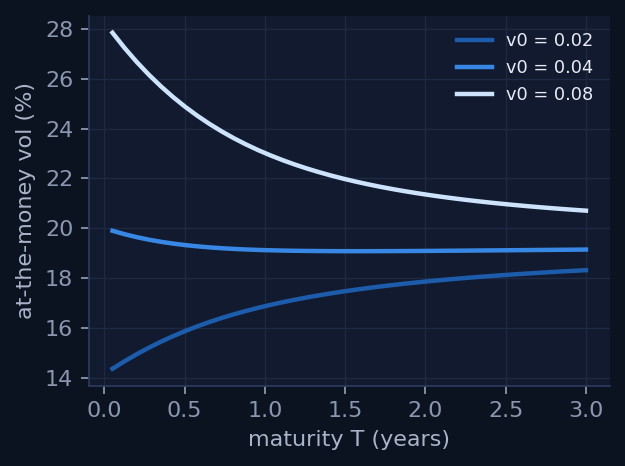 at-the-money vol (%)
28
26
24
22
20
18
16
14
v0 = 0.02
v0 = 0.04
v0 = 0.08
0.0 0.5 1.0 1.5 2.0 2.5 3.0
maturity T (years)